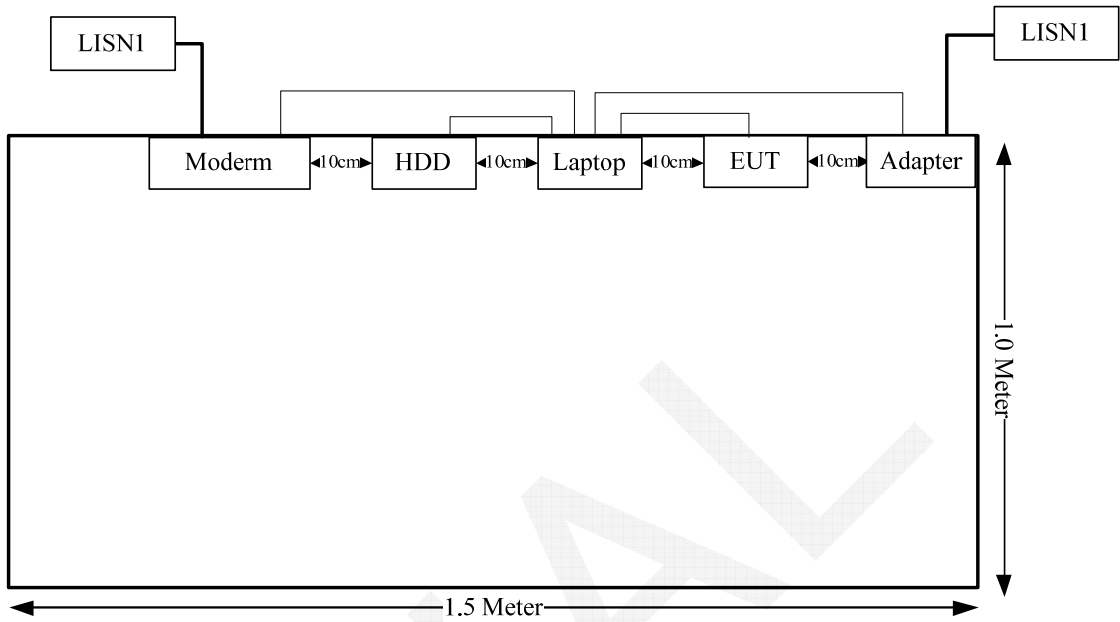 LISN1
LISN1
Moderm
10cm
HDD
10cm
Laptop
10cm
EUT
10cm
Adapter
1.0 Meter
1.5 Meter